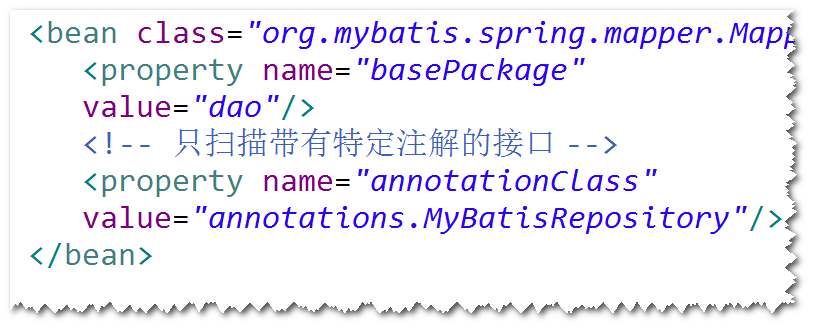 <bean class="org.mybatis.spring.mapper.Mapp
<property name="basePackage"
value="dao"/>
<!-- 只扫描带有特定注解的接口 -->
<property name="annotationClass"
value="annotations.MyBatisRepository"/>
</bean>